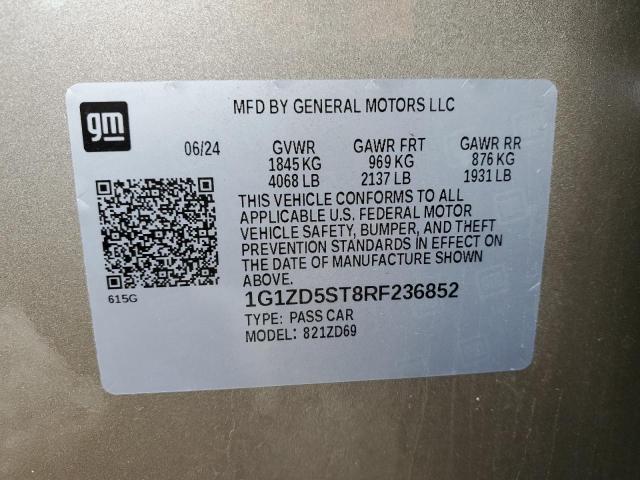 gm
MFD BY GENERAL MOTORS LLC
06/24 GVWR GAWR FRT GAWR RR
1845 KG 969 KG 876 KG
4068 LB 2137 LB 1931 LB
THIS VEHICLE CONFORMS TO ALL
APPLICABLE U.S. FEDERAL MOTOR
VEHICLE SAFETY, BUMPER, AND THEFT
PREVENTION STANDARDS IN EFFECT ON
THE DATE OF MANUFACTURE SHOWN
ABOVE.
615G
1G1ZD5ST8RF236852
TYPE: PASS CAR
MODEL: 821ZD69